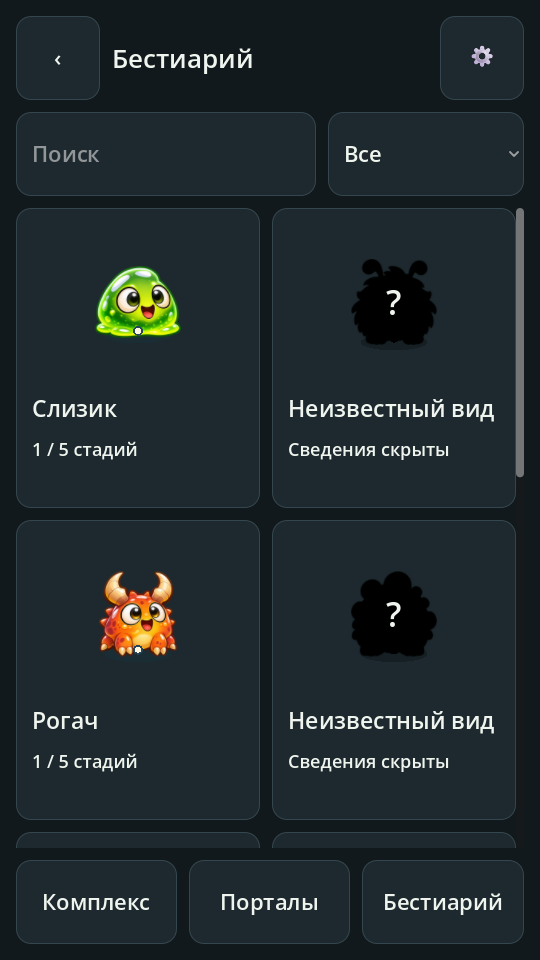 ‹ Бестиарий
Поиск
Все
?
Слизик
Неизвестный вид
1 / 5 стадий
Сведения скрыты
?
Рогач
Неизвестный вид
1 / 5 стадий
Сведения скрыты
Комплекс
Порталы
Бестиарий